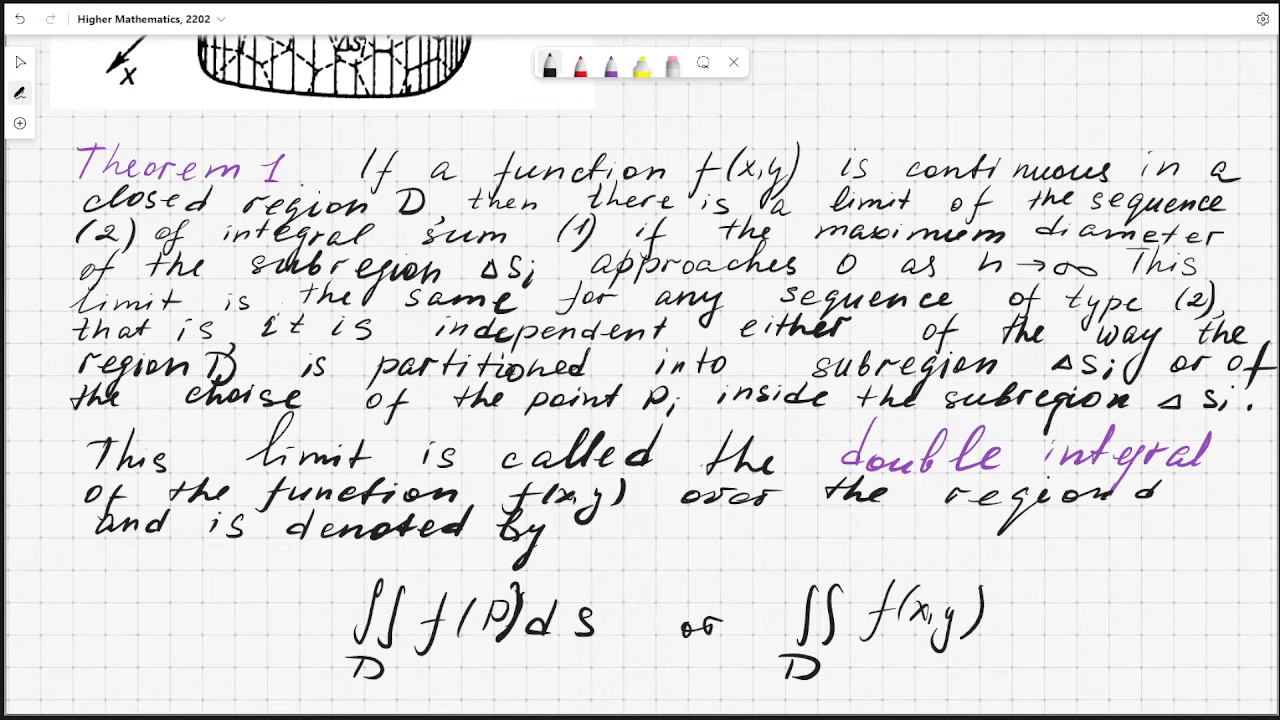 Higher Mathematics, 2202
ΔS
x
Theorem 1. If a function f(x,y) is continuous in a
closed region D, then there is a limit of the sequence
(2) of integral sum (1) if the maximum diameter
of the subregion ΔSi approaches 0 as n→∞ This
limit is the same for any sequence of type (2),
that is, it is independent either of the way the
region D is partitioned into subregion ΔSi or of
the choise of the point Pi inside the subregion ΔSi.
This limit is called the double integral
of the function f(x,y) over the region d
and is denoted by
∬ f(P)dS or ∬ f(x,y)
D D